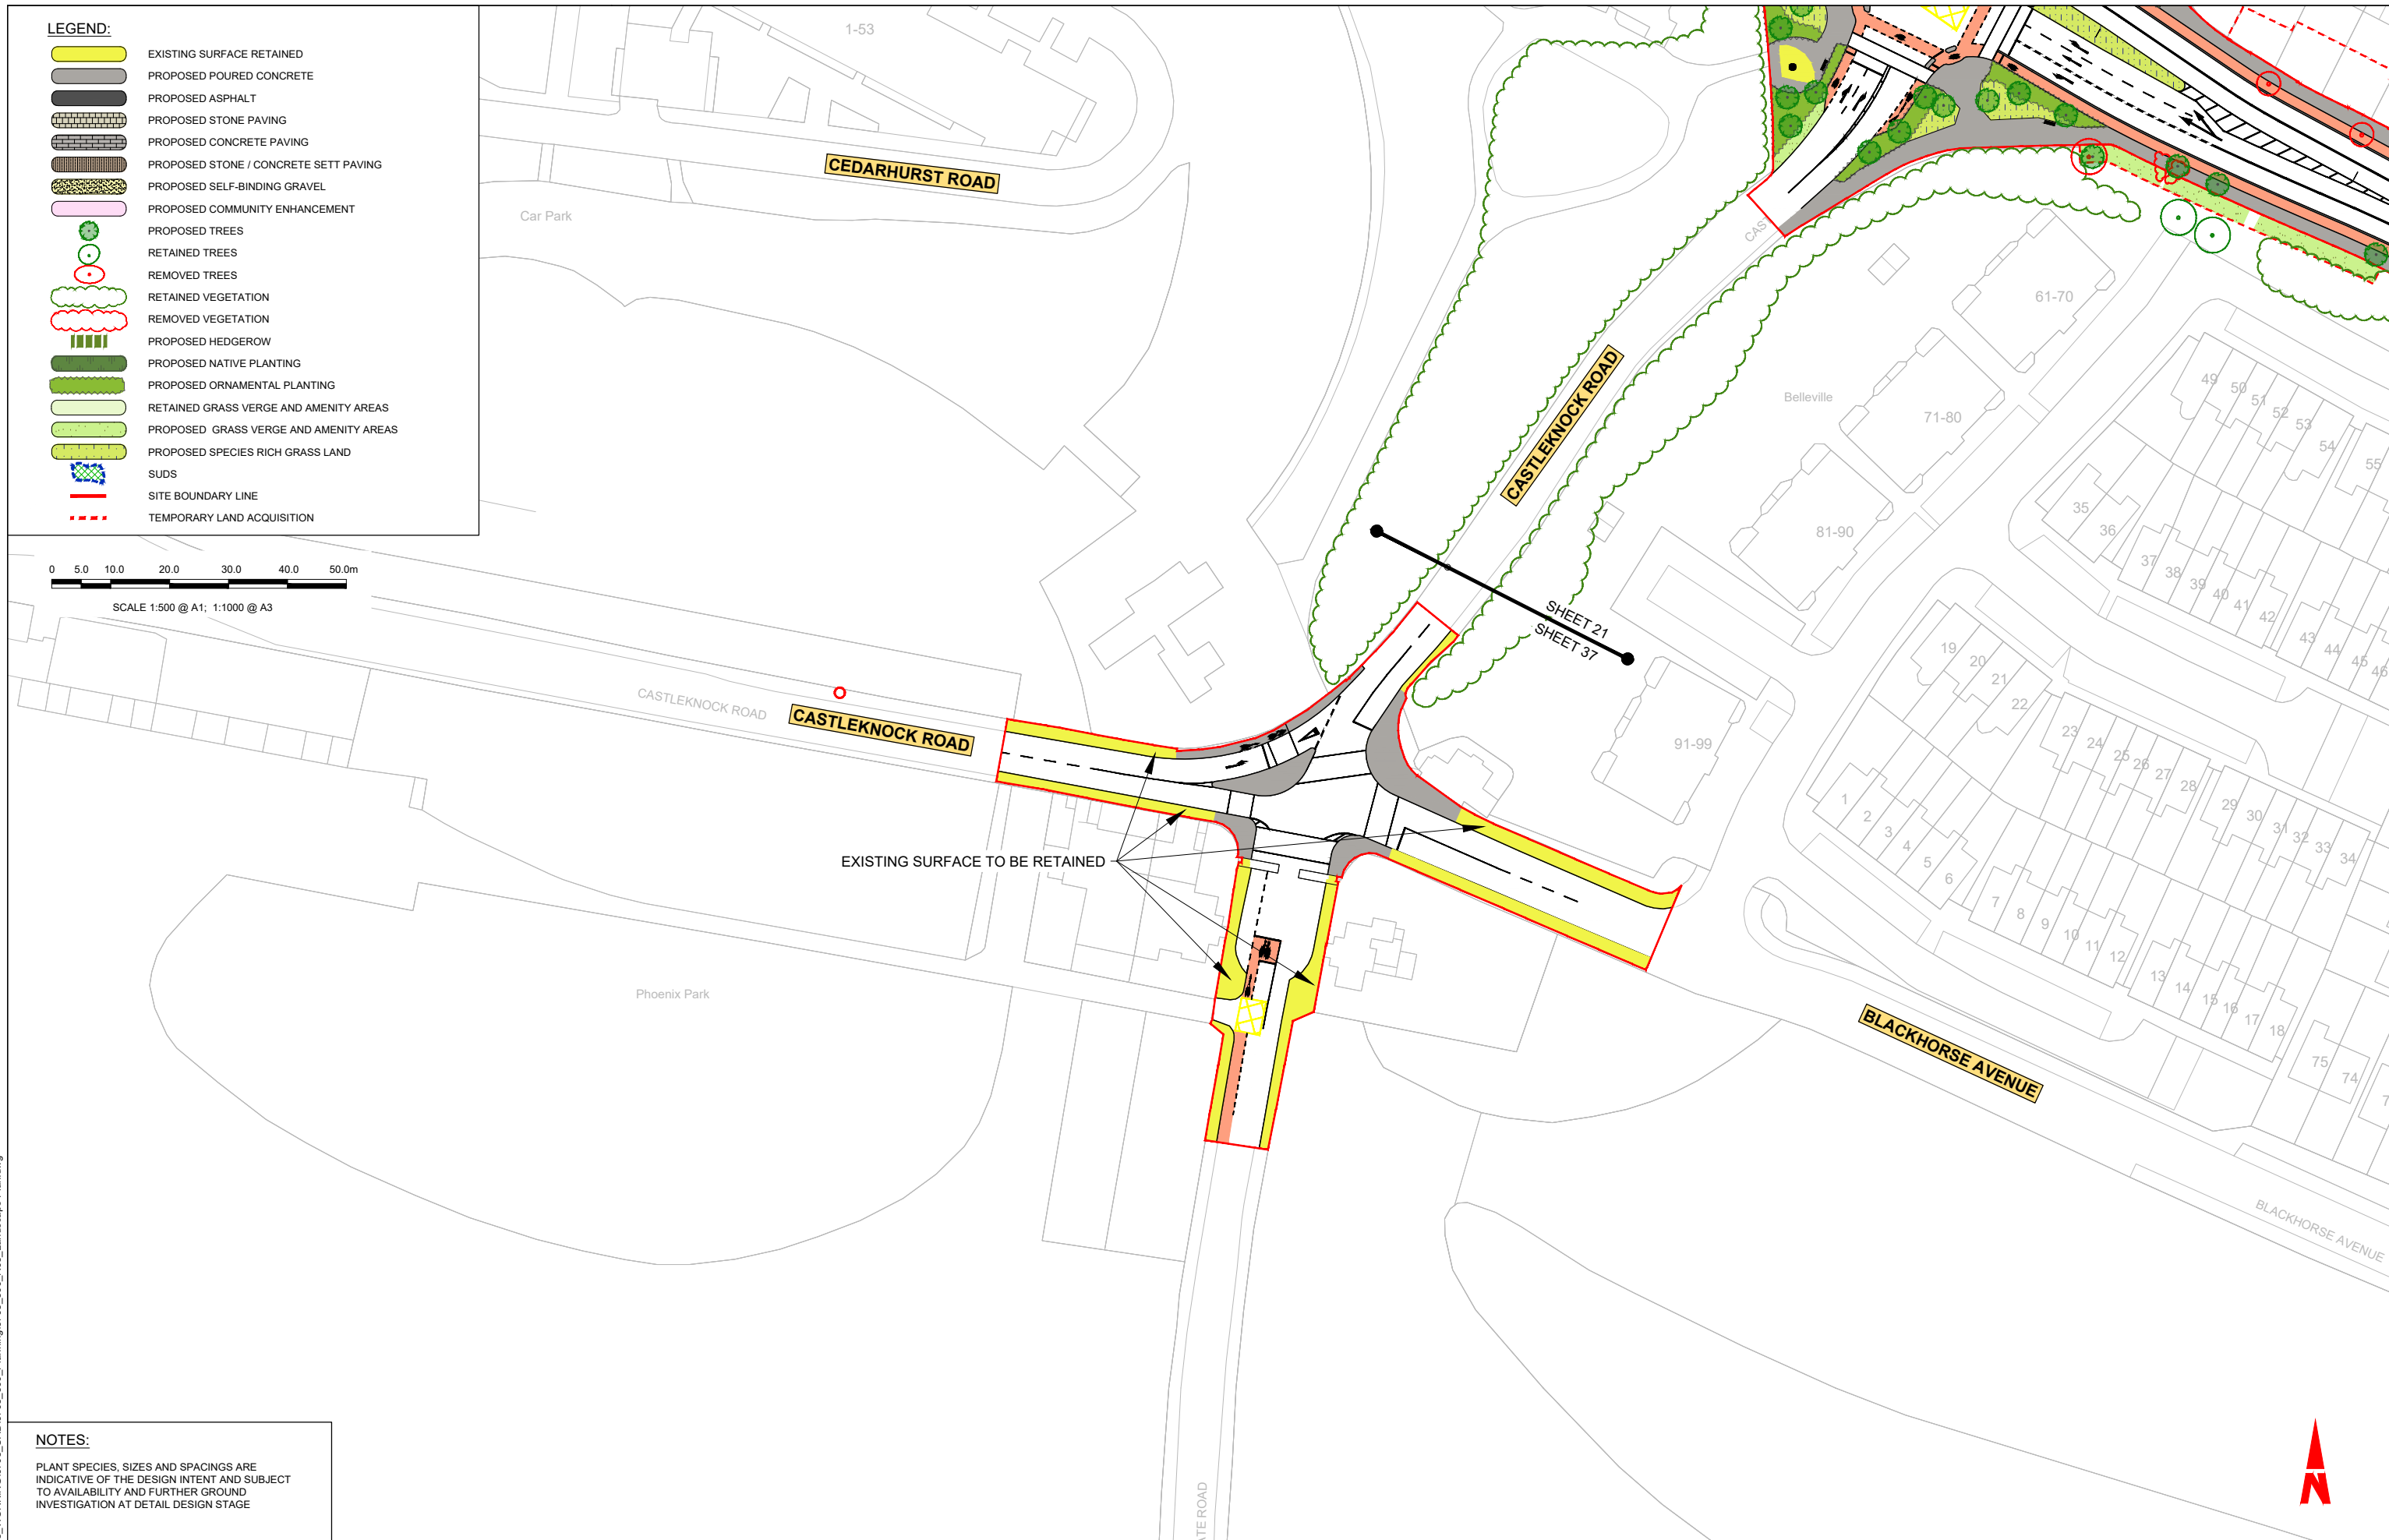 LEGEND:
EXISTING SURFACE RETAINED
PROPOSED POURED CONCRETE
PROPOSED ASPHALT
PROPOSED STONE PAVING
PROPOSED CONCRETE PAVING
PROPOSED STONE / CONCRETE SETT PAVING
PROPOSED SELF-BINDING GRAVEL
PROPOSED COMMUNITY ENHANCEMENT
PROPOSED TREES
RETAINED TREES
REMOVED TREES
RETAINED VEGETATION
REMOVED VEGETATION
PROPOSED HEDGEROW
PROPOSED NATIVE PLANTING
PROPOSED ORNAMENTAL PLANTING
RETAINED GRASS VERGE AND AMENITY AREAS
PROPOSED GRASS VERGE AND AMENITY AREAS
PROPOSED SPECIES RICH GRASS LAND
SUDS
SITE BOUNDARY LINE
TEMPORARY LAND ACQUISITION
0 5.0 10.0 20.0 30.0 40.0 50.0m
SCALE 1:500 @ A1; 1:1000 @ A3
1-53
CEDARHURST ROAD
Car Park
CAS
CASTLEKNOCK ROAD
Belleville
61-70
71-80
81-90
91-99
49
50
51
52
53
54
55
35
36
37
38
39
40
41
42
43
44
45
46
SHEET 21
SHEET 37
19
20
21
22
23
24
25
26
27
28
29
30
31
32
33
34
1
2
3
4
5
6
7
8
9
10
11
12
13
14
15
16
17
18
75
74
7
CASTLEKNOCK ROAD
CASTLEKNOCK ROAD
EXISTING SURFACE TO BE RETAINED
Phoenix Park
BLACKHORSE AVENUE
BLACKHORSE AVENUE
ATE ROAD
N
NOTES:
PLANT SPECIES, SIZES AND SPACINGS ARE
INDICATIVE OF THE DESIGN INTENT AND SUBJECT
TO AVAILABILITY AND FURTHER GROUND
INVESTIGATION AT DETAIL DESIGN STAGE